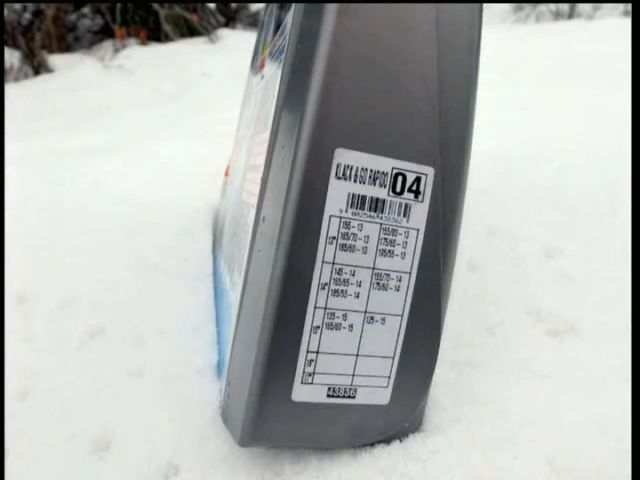 KLACK & GO RAPIDO 04
13" 155 - 13 155/80 - 13
165/70 - 13 175/65 - 13
165/60 - 13 195/55 - 13
14" 145 - 14 155/70 - 14
165/65 - 14 175/60 - 14
185/55 - 14
15" 135 - 15 125 - 15
165/60 - 15
16"
17"
43836